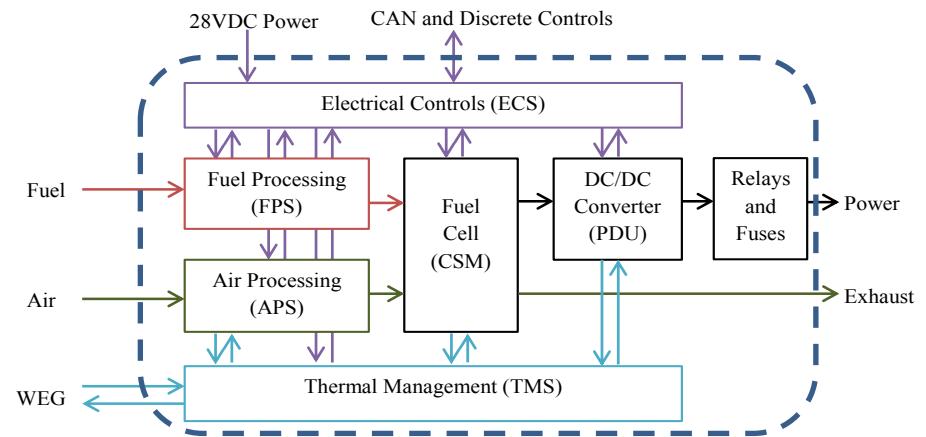 28VDC Power
CAN and Discrete Controls
Electrical Controls (ECS)
Fuel
Fuel Processing
(FPS)
Fuel
Cell
(CSM)
DC/DC
Converter
(PDU)
Relays
and
Fuses
Power
Air
Air Processing
(APS)
Exhaust
WEG
Thermal Management (TMS)